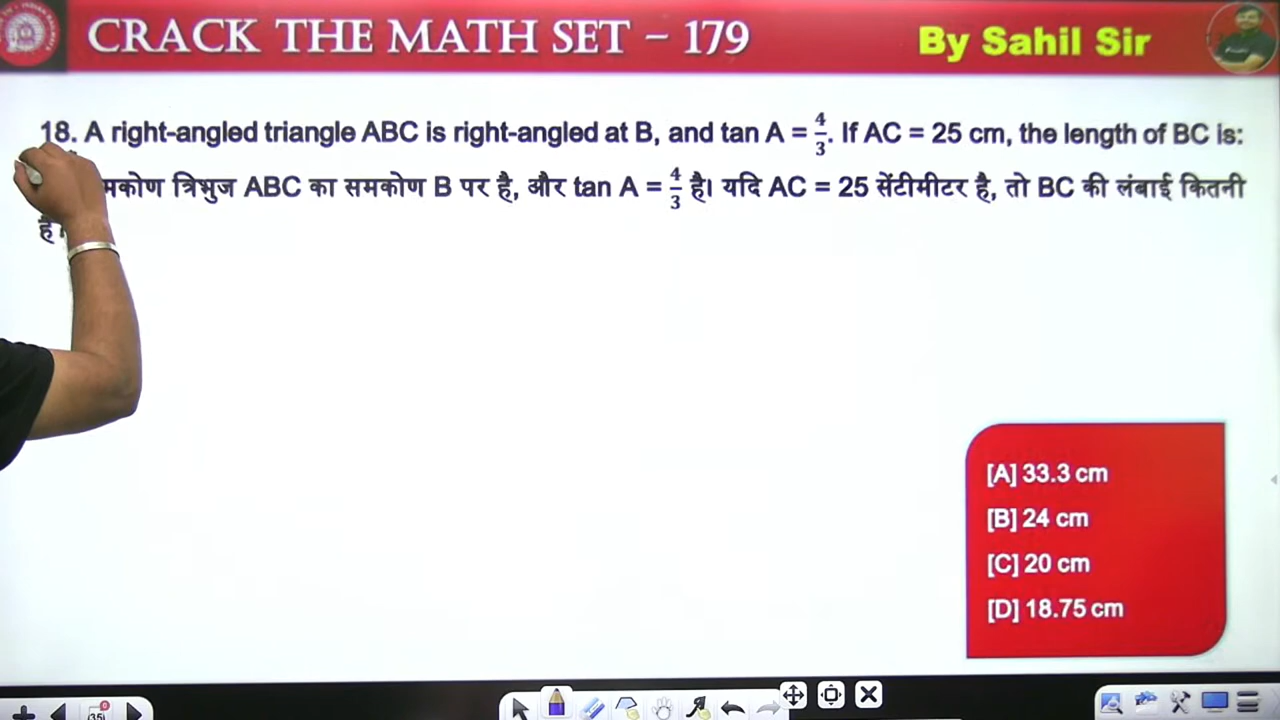 CRACK THE MATH SET – 179
By Sahil Sir
18. A right-angled triangle ABC is right-angled at B, and tan A = 4/3. If AC = 25 cm, the length of BC is:
त्रिभुज ABC का समकोण B पर है, और tan A = 4/3 है। यदि AC = 25 सेंटीमीटर है, तो BC की लंबाई कितनी
है
[A] 33.3 cm
[B] 24 cm
[C] 20 cm
[D] 18.75 cm